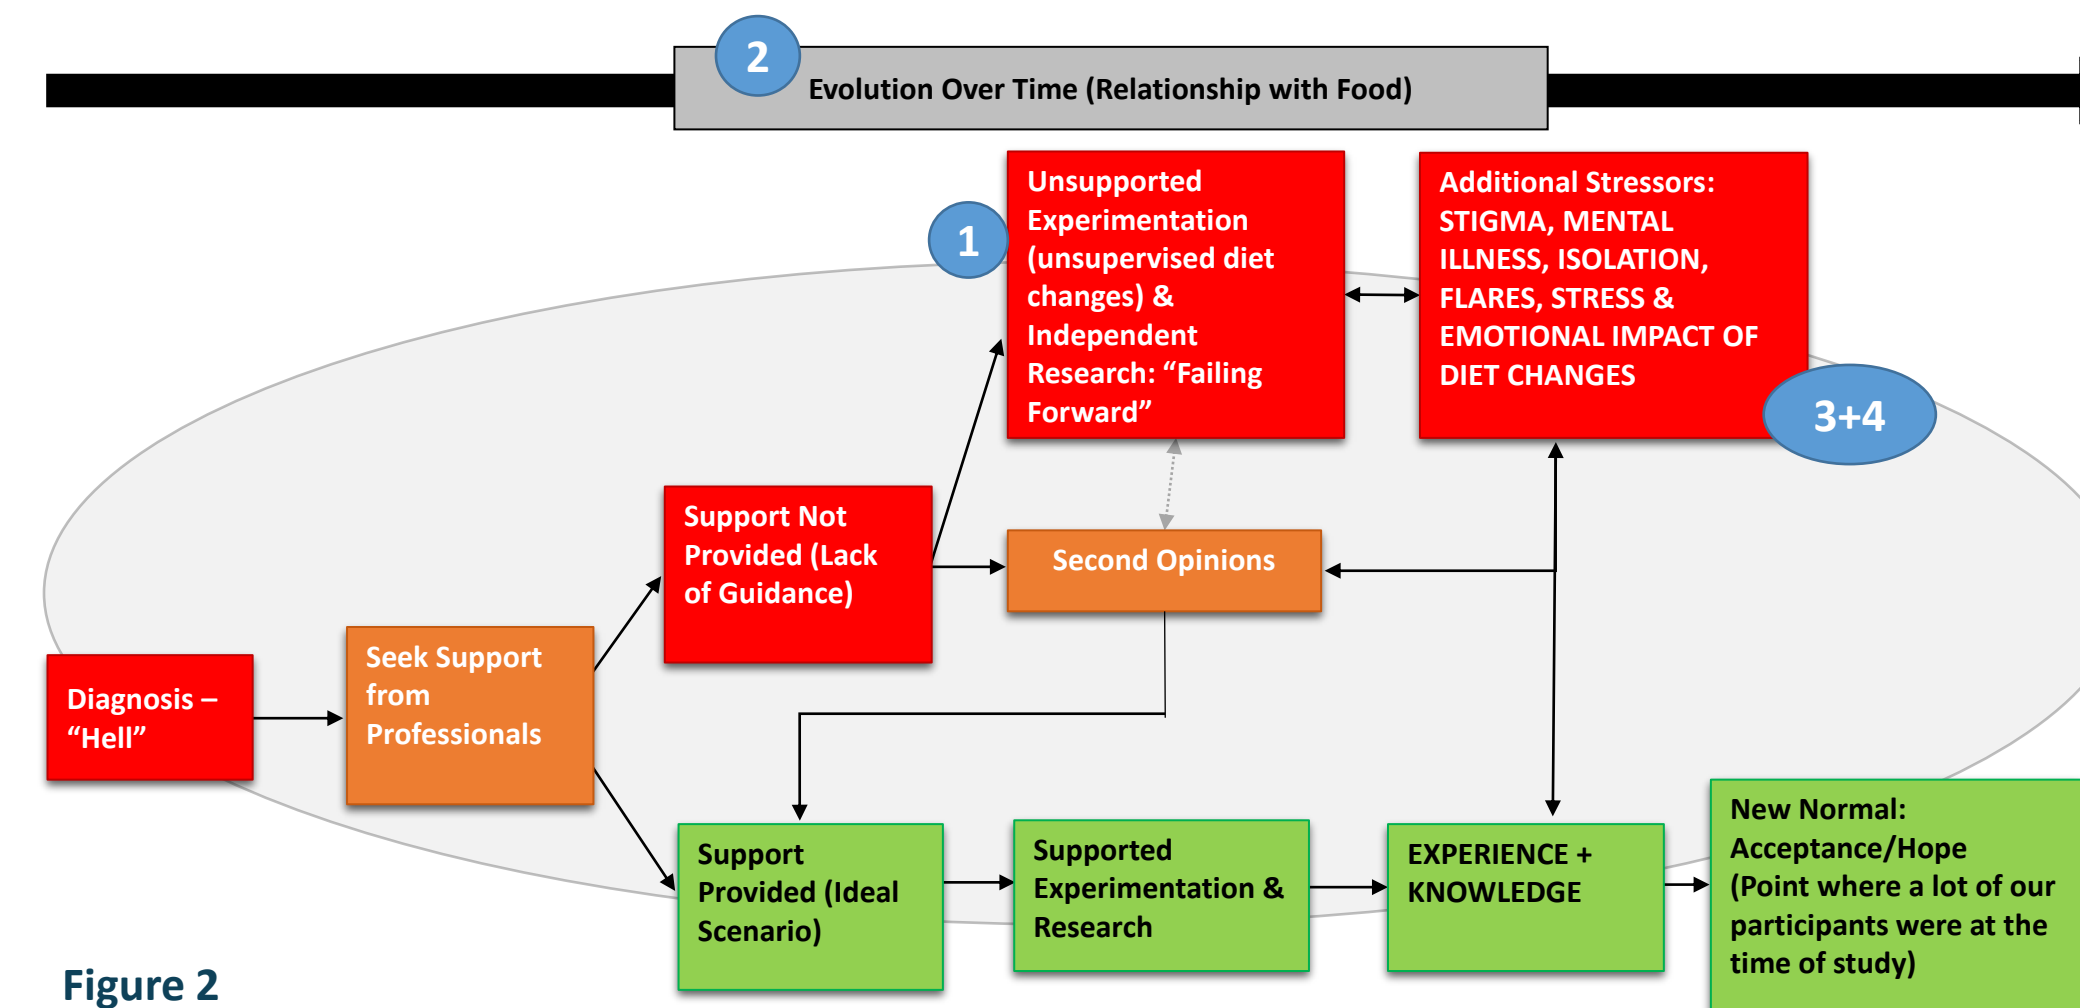 2
Evolution Over Time (Relationship with Food)
1
Unsupported
Experimentation
(unsupervised diet
changes) &
Independent
Research: “Failing
Forward”
Additional Stressors:
STIGMA, MENTAL
ILLNESS, ISOLATION,
FLARES, STRESS &
EMOTIONAL IMPACT OF
DIET CHANGES
3+4
Support Not
Provided (Lack
of Guidance)
Second Opinions
Diagnosis –
“Hell”
Seek Support
from
Professionals
Support
Provided (Ideal
Scenario)
Supported
Experimentation &
Research
EXPERIENCE +
KNOWLEDGE
New Normal:
Acceptance/Hope
(Point where a lot of our
participants were at the
time of study)
Figure 2